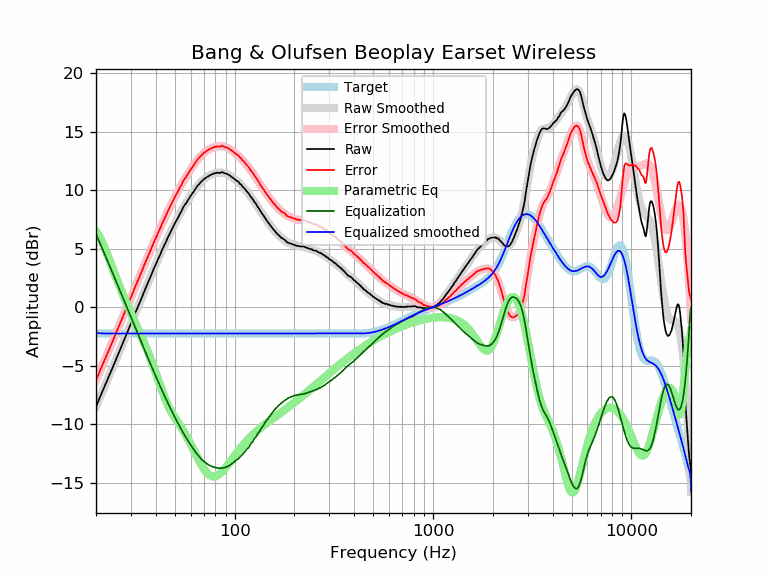 Bang & Olufsen Beoplay Earset Wireless
20
15
10
5
0
−5
−10
−15
Amplitude (dBr)
Target
Raw Smoothed
Error Smoothed
Raw
Error
Parametric Eq
Equalization
Equalized smoothed
100
1000
10000
Frequency (Hz)